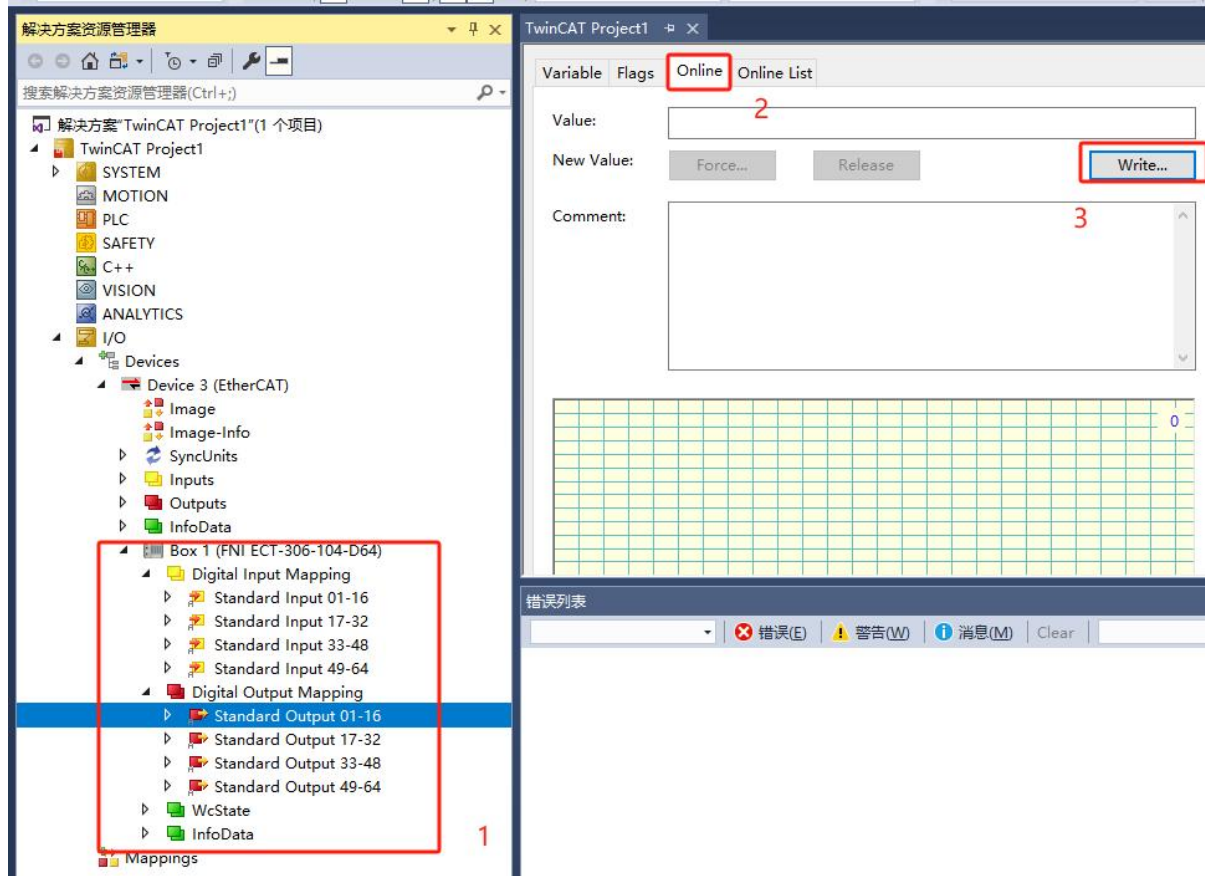 解决方案资源管理器
搜索解决方案资源管理器(Ctrl+;)
解决方案"TwinCAT Project1"(1 个项目)
TwinCAT Project1
SYSTEM
MOTION
PLC
SAFETY
C++
VISION
ANALYTICS
I/O
Devices
Device 3 (EtherCAT)
Image
Image-Info
SyncUnits
Inputs
Outputs
InfoData
Box 1 (FNI ECT-306-104-D64)
Digital Input Mapping
Standard Input 01-16
Standard Input 17-32
Standard Input 33-48
Standard Input 49-64
Digital Output Mapping
Standard Output 01-16
Standard Output 17-32
Standard Output 33-48
Standard Output 49-64
WcState
InfoData
1
Mappings
TwinCAT Project1
Variable Flags Online Online List
2
Value:
New Value: Force... Release Write...
3
Comment:
0
错误列表
错误(E) 警告(W) 消息(M) Clear